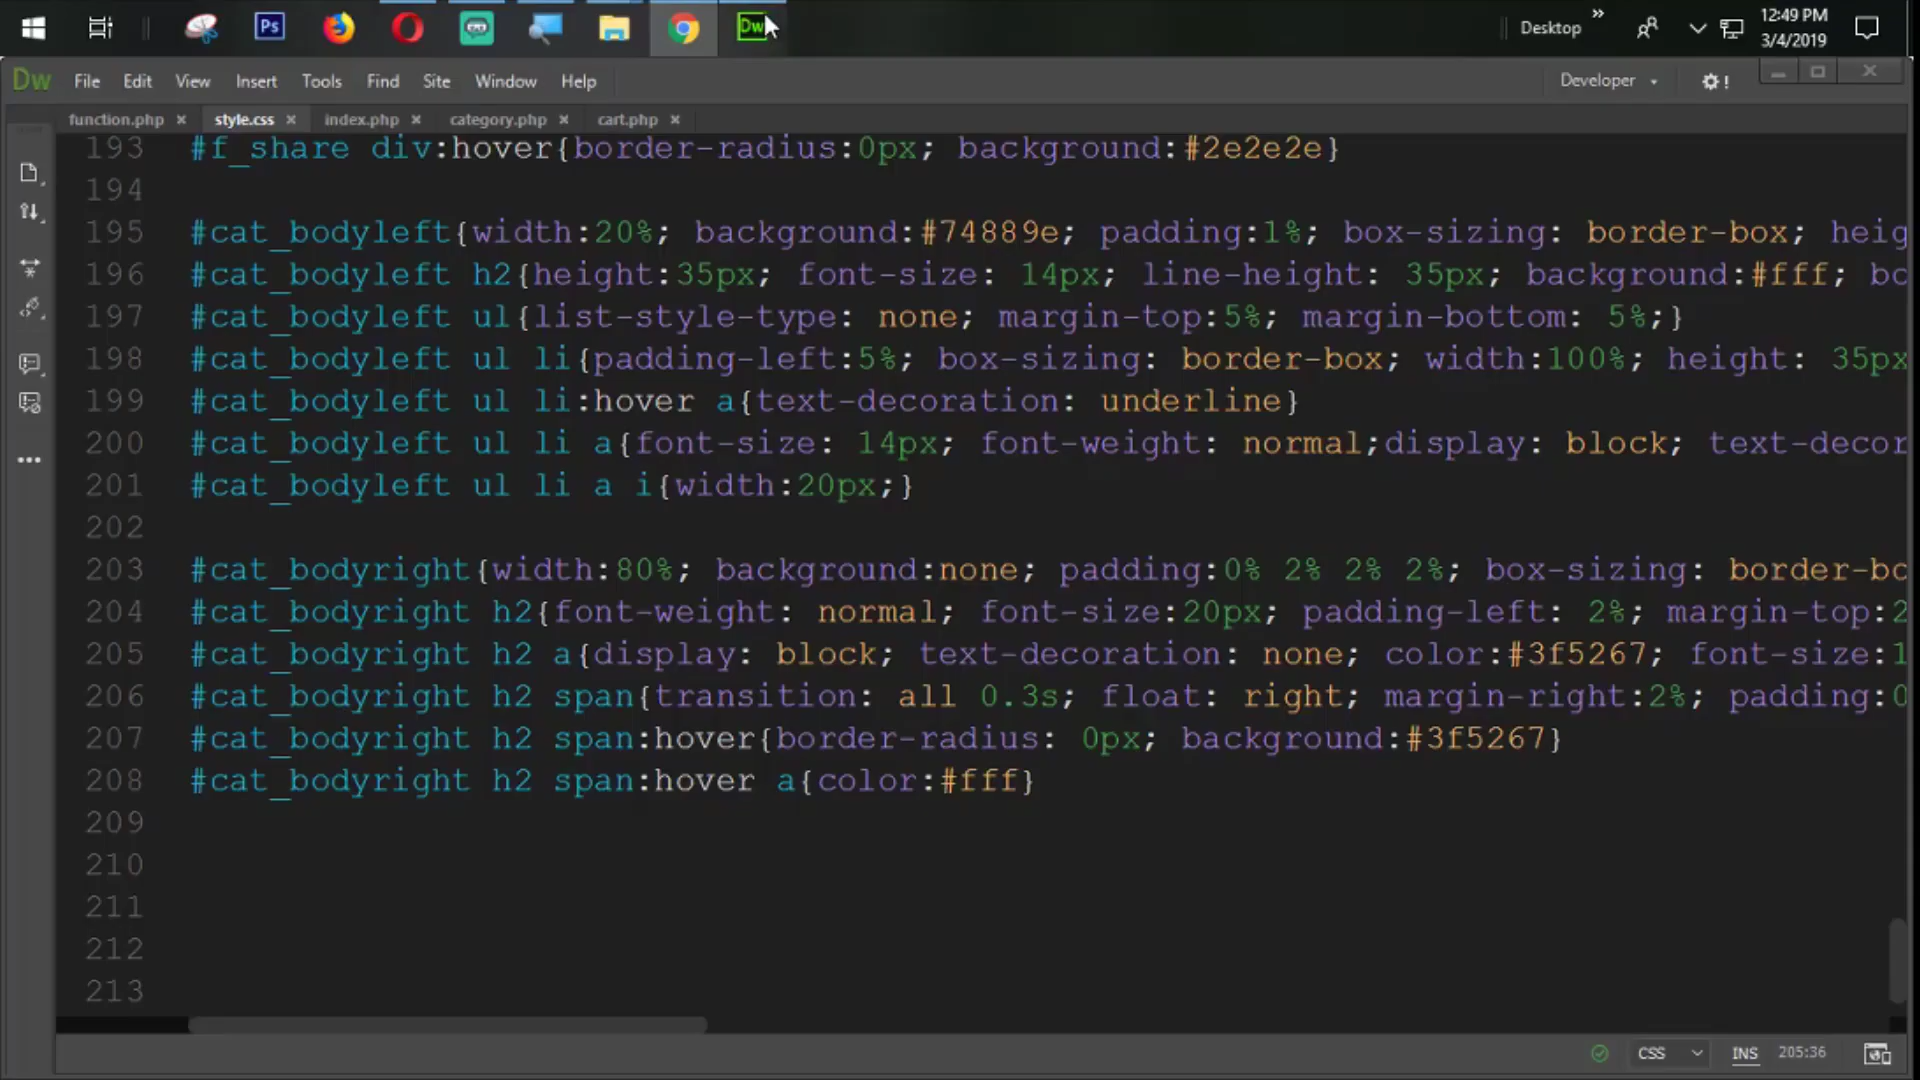 Ps
Dw
Desktop
»
12:49 PM
3/4/2019
Dw File Edit View Insert Tools Find Site Window Help
Developer
function.php style.css index.php category.php cart.php
193 #f_share div:hover{border-radius:0px; background:#2e2e2e}
194
195 #cat_bodyleft{width:20%; background:#74889e; padding:1%; box-sizing: border-box; heig
196 #cat_bodyleft h2{height:35px; font-size: 14px; line-height: 35px; background:#fff; bo
197 #cat_bodyleft ul{list-style-type: none; margin-top:5%; margin-bottom: 5%;}
198 #cat_bodyleft ul li{padding-left:5%; box-sizing: border-box; width:100%; height: 35px
199 #cat_bodyleft ul li:hover a{text-decoration: underline}
200 #cat_bodyleft ul li a{font-size: 14px; font-weight: normal;display: block; text-decor
201 #cat_bodyleft ul li a i{width:20px;}
202
203 #cat_bodyright{width:80%; background:none; padding:0% 2% 2% 2%; box-sizing: border-bo
204 #cat_bodyright h2{font-weight: normal; font-size:20px; padding-left: 2%; margin-top:2
205 #cat_bodyright h2 a{display: block; text-decoration: none; color:#3f5267; font-size:1
206 #cat_bodyright h2 span{transition: all 0.3s; float: right; margin-right:2%; padding:0
207 #cat_bodyright h2 span:hover{border-radius: 0px; background:#3f5267}
208 #cat_bodyright h2 span:hover a{color:#fff}
209
210
211
212
213
CSS INS 205:36